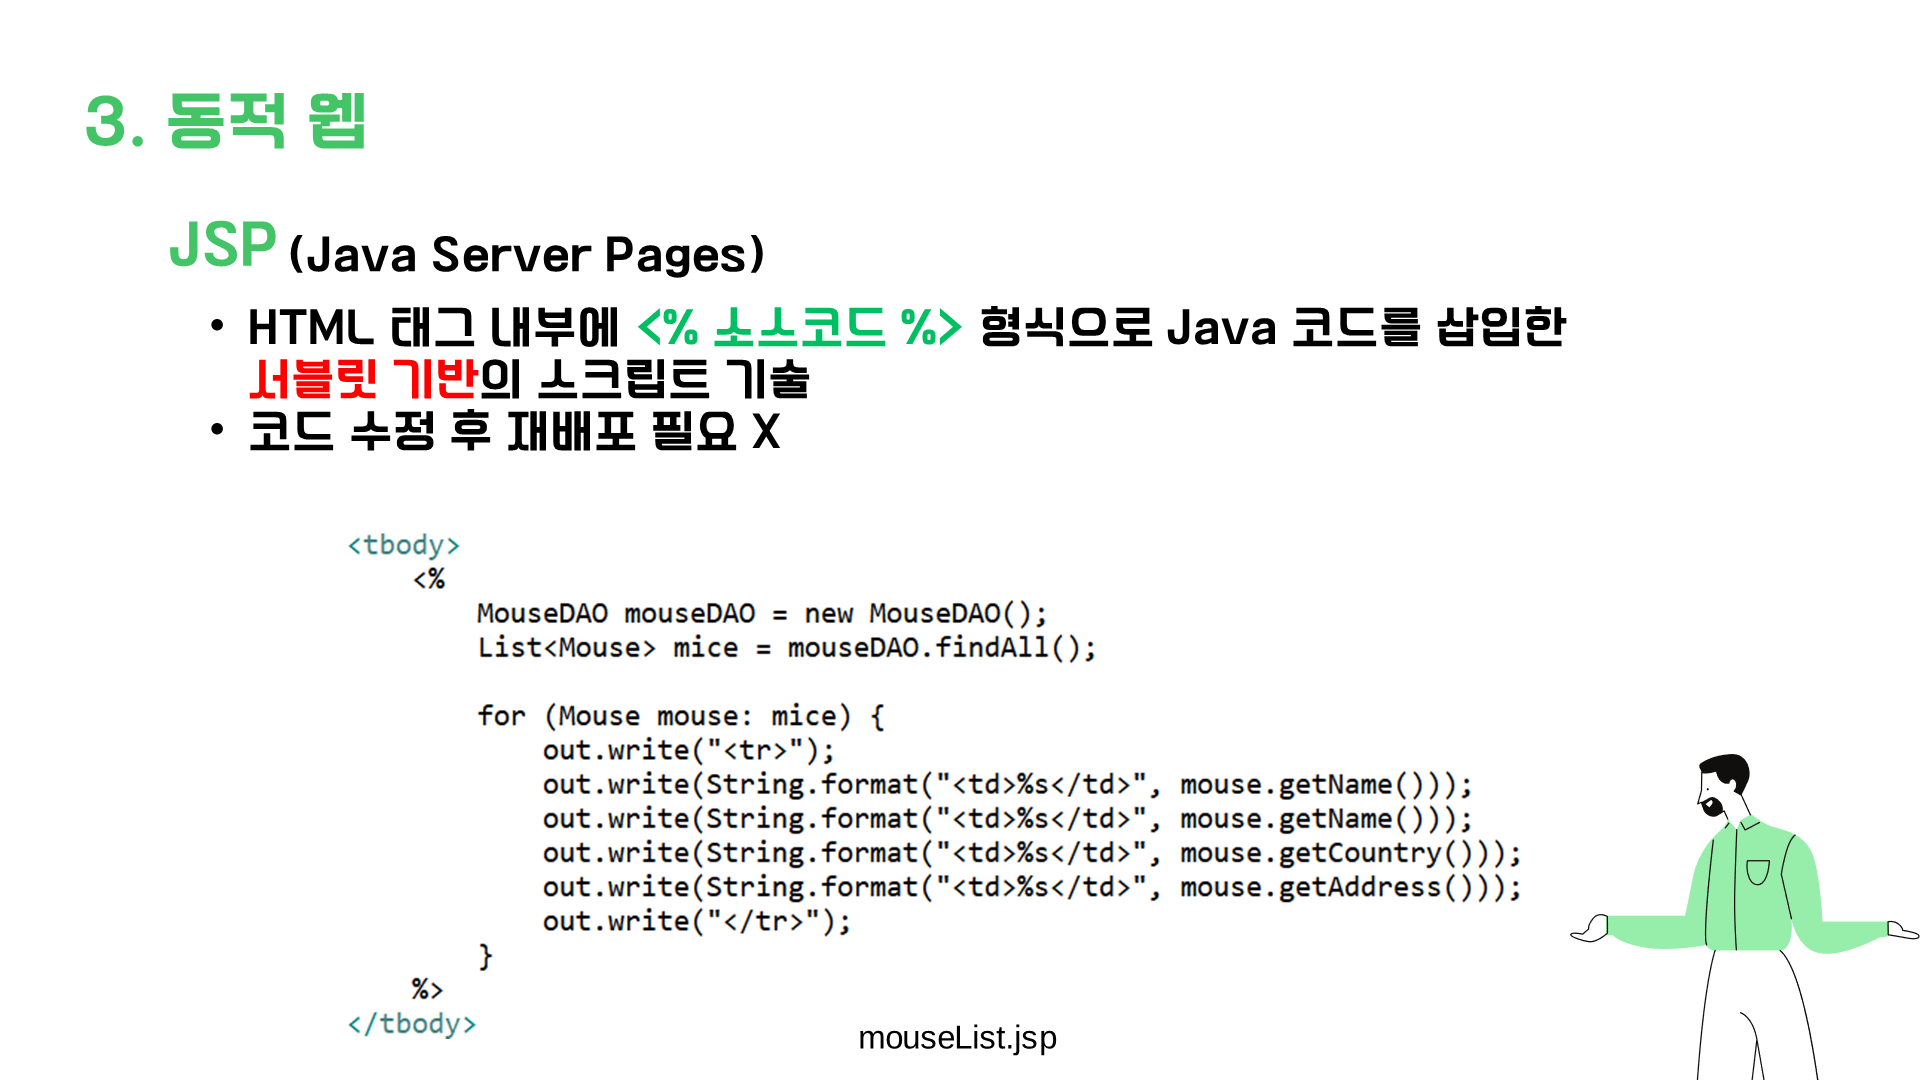 3. 동적 웹
JSP (Java Server Pages)
• HTML 태그 내부에 <% 소스코드 %> 형식으로 Java 코드를 삽입한
서블릿 기반의 스크립트 기술
• 코드 수정 후 재배포 필요 X
<tbody>
<%
MouseDAO mouseDAO = new MouseDAO();
List<Mouse> mice = mouseDAO.findAll();
for (Mouse mouse: mice) {
out.write("<tr>");
out.write(String.format("<td>%s</td>", mouse.getName()));
out.write(String.format("<td>%s</td>", mouse.getName()));
out.write(String.format("<td>%s</td>", mouse.getCountry()));
out.write(String.format("<td>%s</td>", mouse.getAddress()));
out.write("</tr>");
}
%>
</tbody>
mouseList.jsp